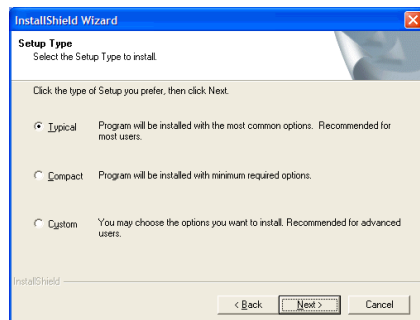 InstallShield Wizard
Setup Type
Select the Setup Type to install.
Click the type of Setup you prefer, then click Next.
Typical Program will be installed with the most common options. Recommended for
most users.
Compact Program will be installed with minimum required options.
Custom You may choose the options you want to install. Recommended for advanced
users.
InstallShield
< Back Next > Cancel